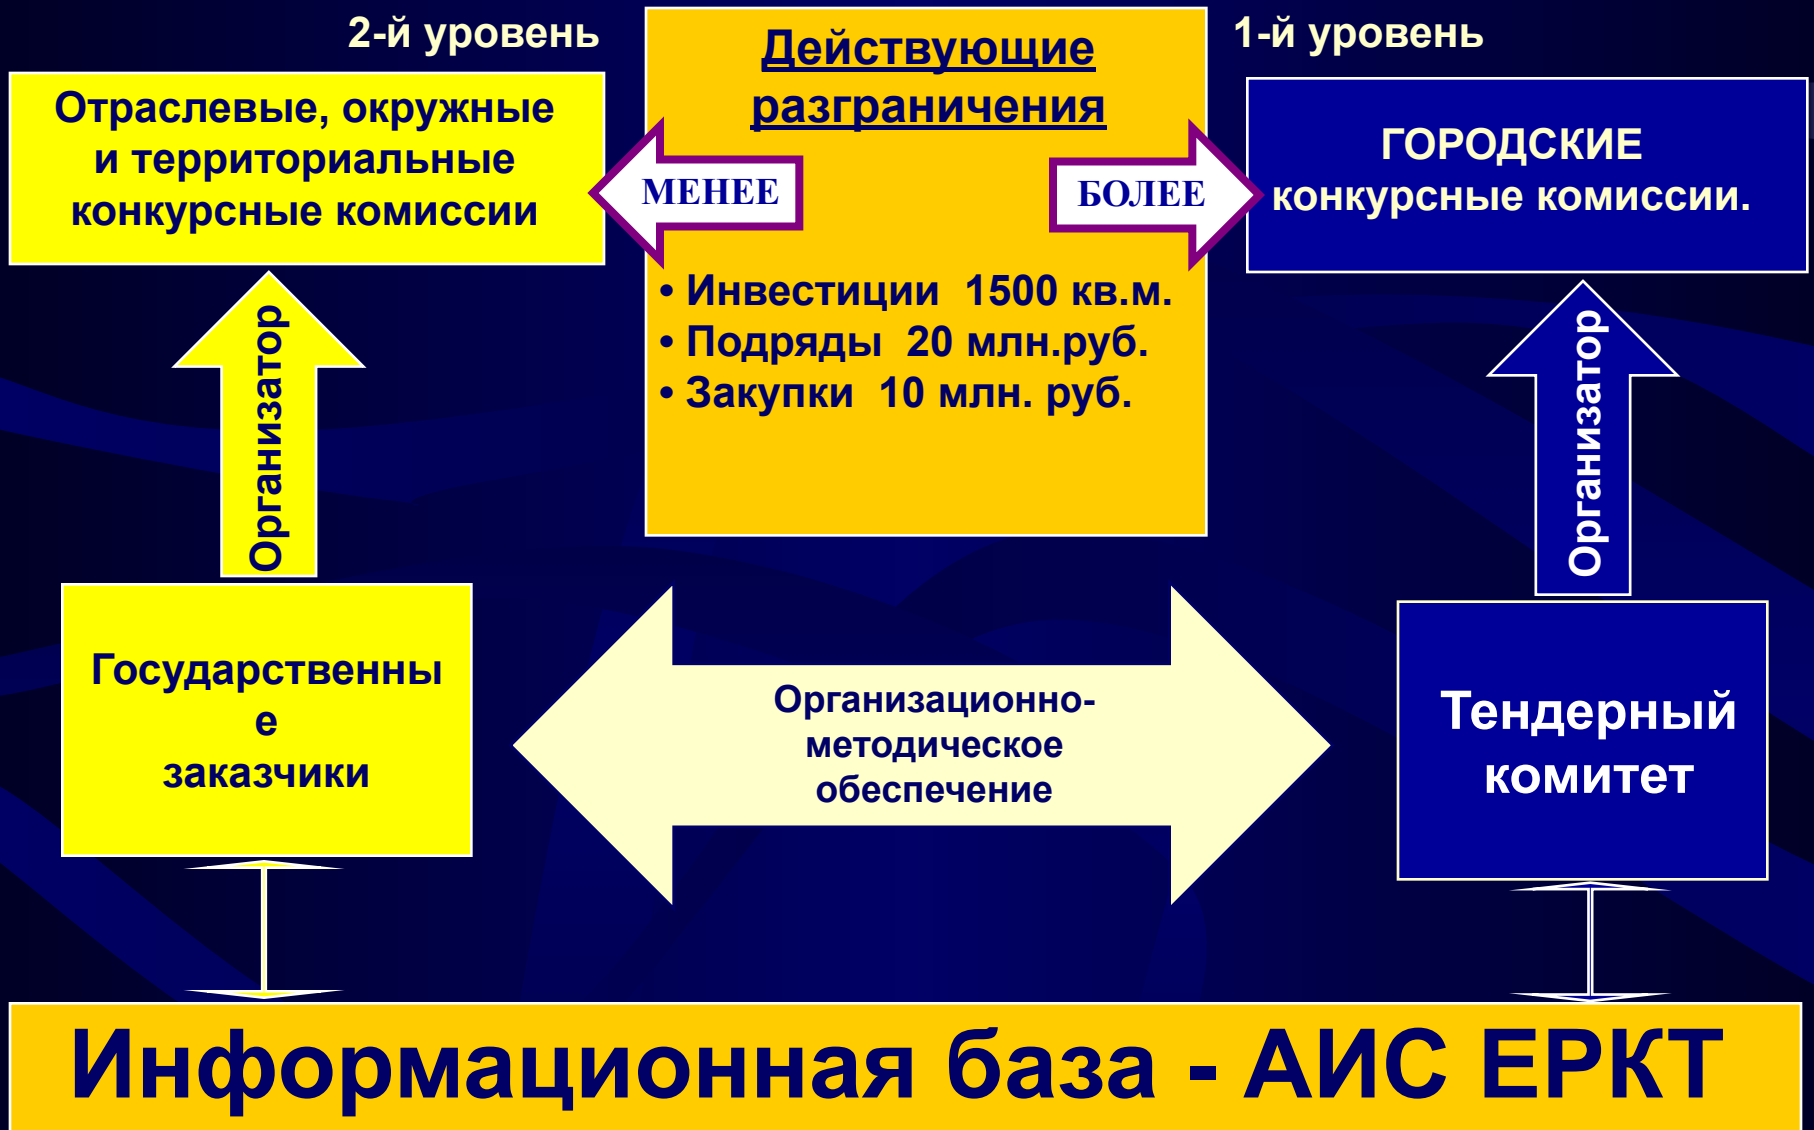 2-й уровень
Отраслевые, окружные
и территориальные
конкурсные комиссии
Действующие
разграничения
МЕНЕЕ
БОЛЕЕ
• Инвестиции 1500 кв.м.
• Подряды 20 млн.руб.
• Закупки 10 млн. руб.
1-й уровень
ГОРОДСКИЕ
конкурсные комиссии.
Организатор
Организатор
Государственны
е
заказчики
Организационно-
методическое
обеспечение
Тендерный
комитет
Информационная база - АИС ЕРКТ